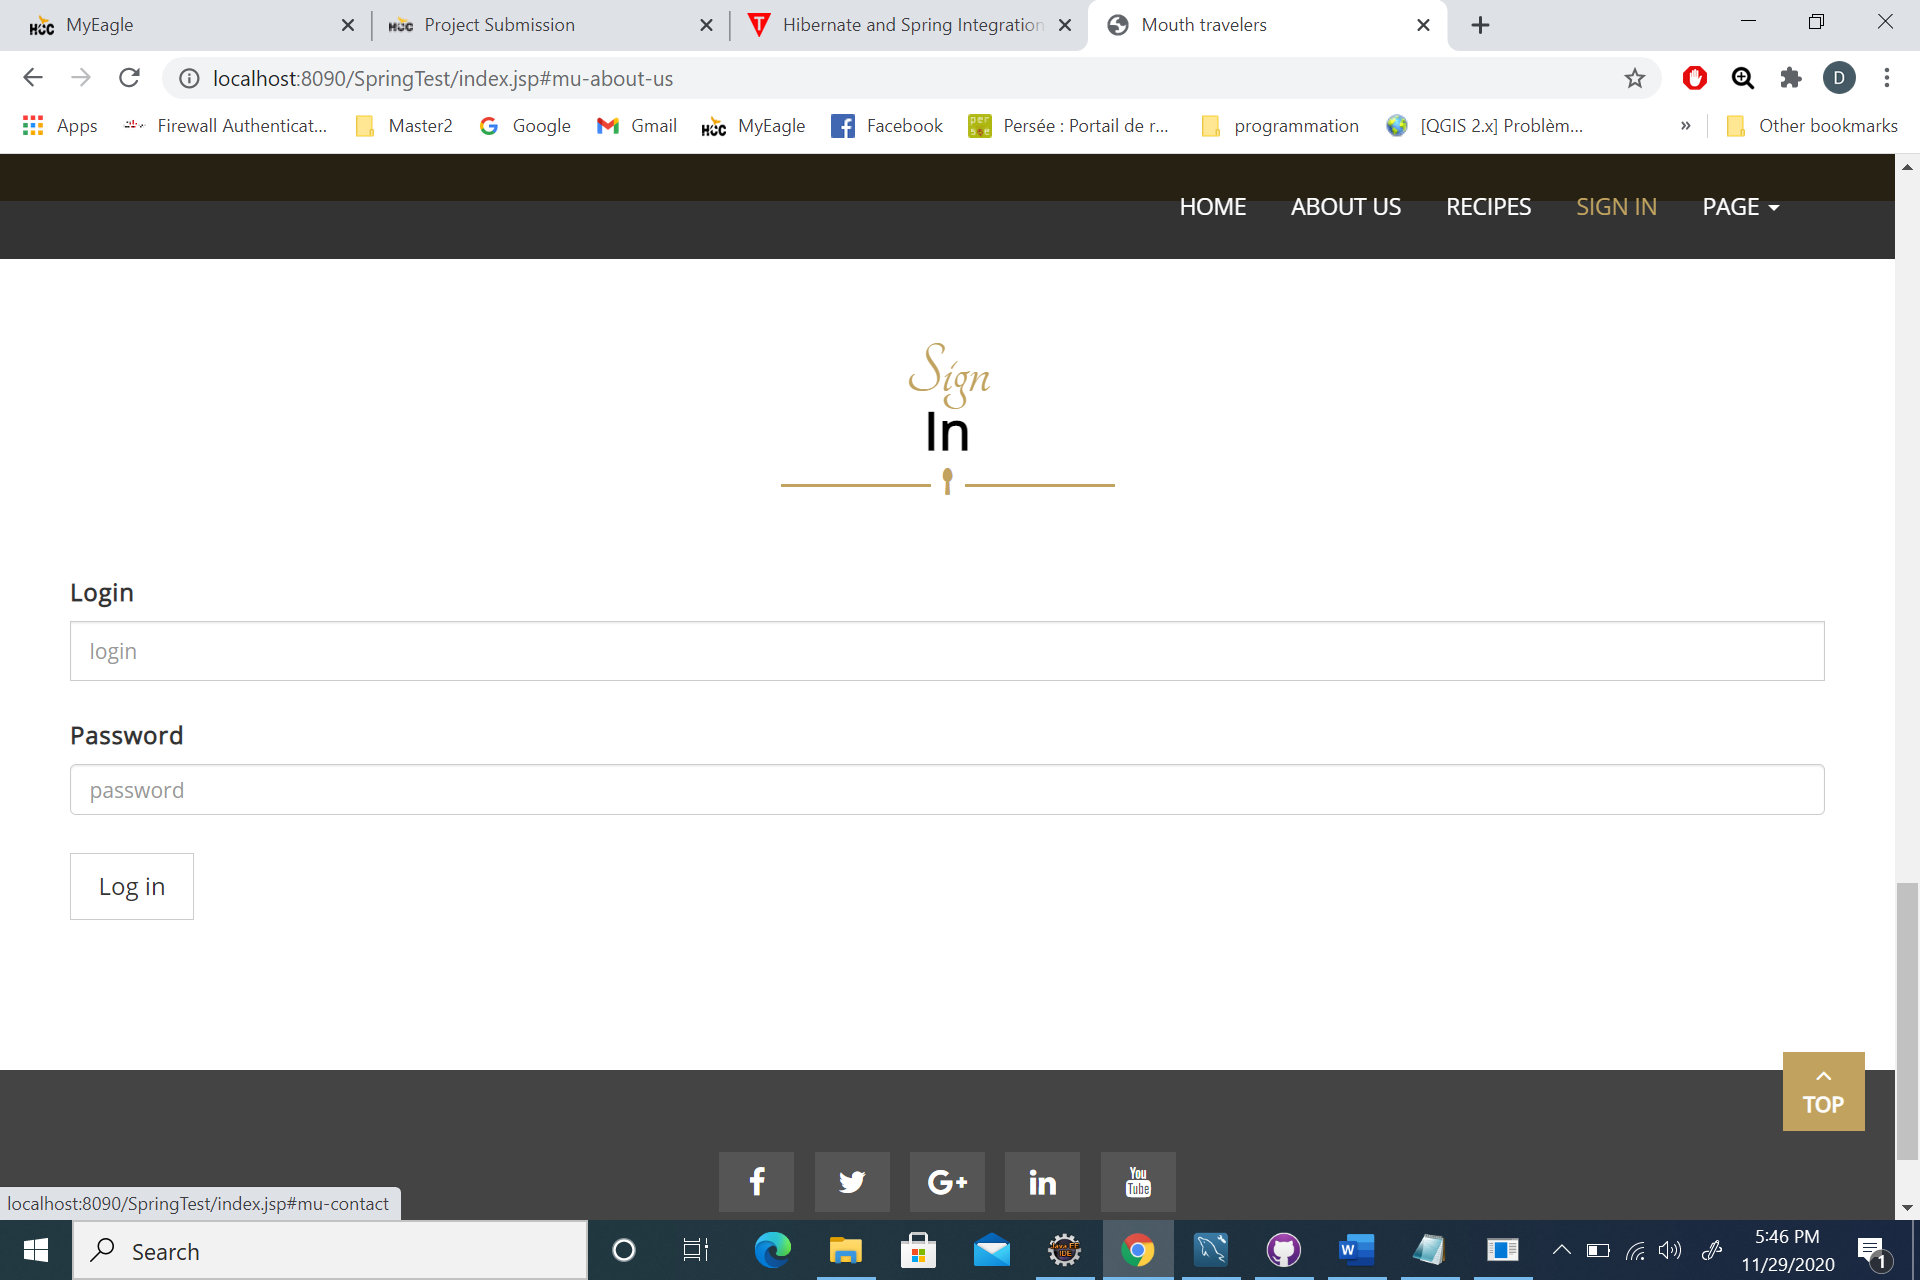 MyEagle
Project Submission
Hibernate and Spring Integration
Mouth travelers
localhost:8090/SpringTest/index.jsp#mu-about-us
D
Apps
Firewall Authenticat...
Master2
Google
Gmail
MyEagle
Facebook
Persée : Portail de r...
programmation
[QGIS 2.x] Problèm...
»
Other bookmarks
HOME
ABOUT US
RECIPES
SIGN IN
PAGE
Sign
In
Login
login
Password
password
Log in
TOP
f
G+
in
You
Tube
localhost:8090/SpringTest/index.jsp#mu-contact
Search
W
5:46 PM
11/29/2020
1